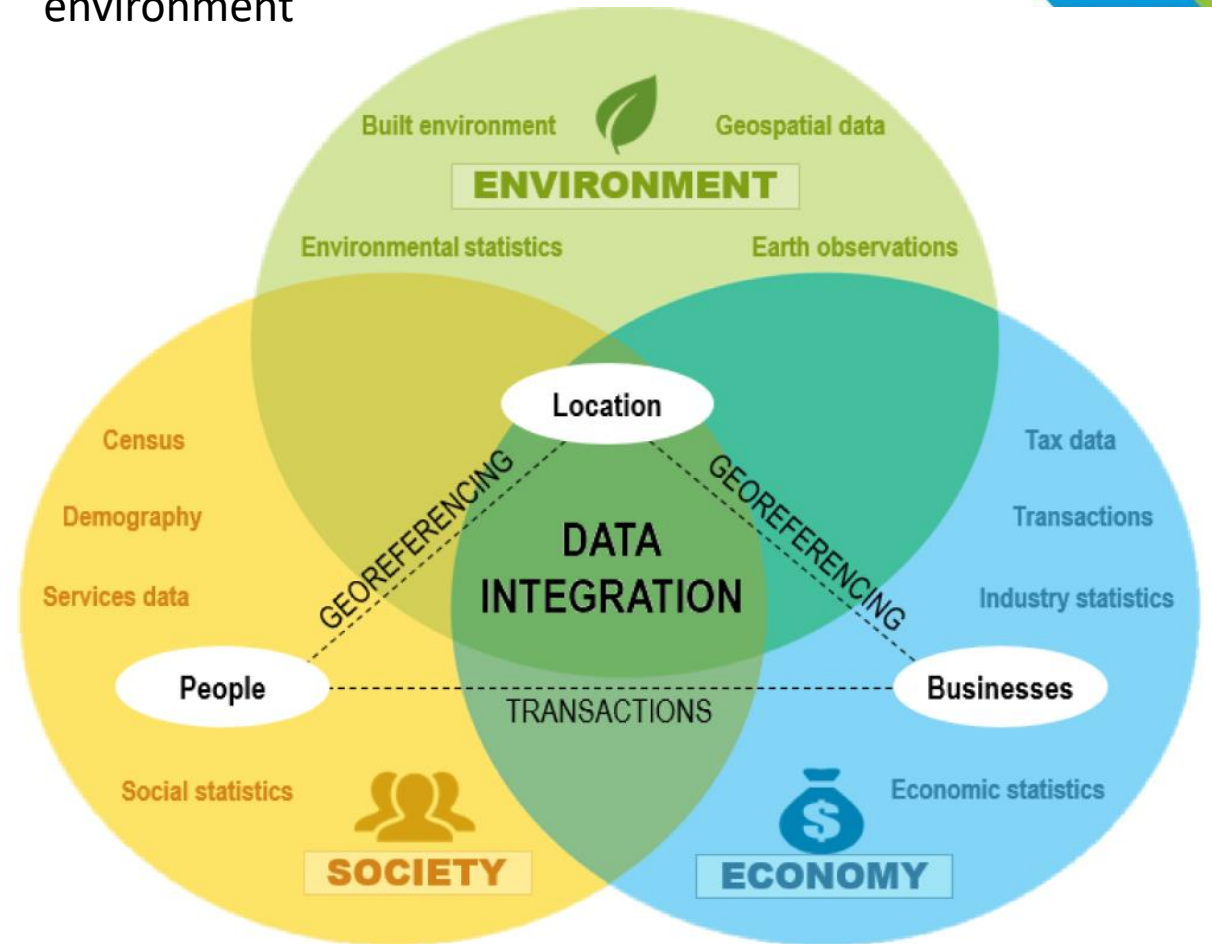 environment
Built environment
Geospatial data
ENVIRONMENT
Environmental statistics
Earth observations
Location
Census
Tax data
GEOREFERENCING
GEOREFERENCING
Demography
Transactions
DATA
INTEGRATION
Services data
Industry statistics
People
Businesses
TRANSACTIONS
Social statistics
Economic statistics
$
SOCIETY
ECONOMY